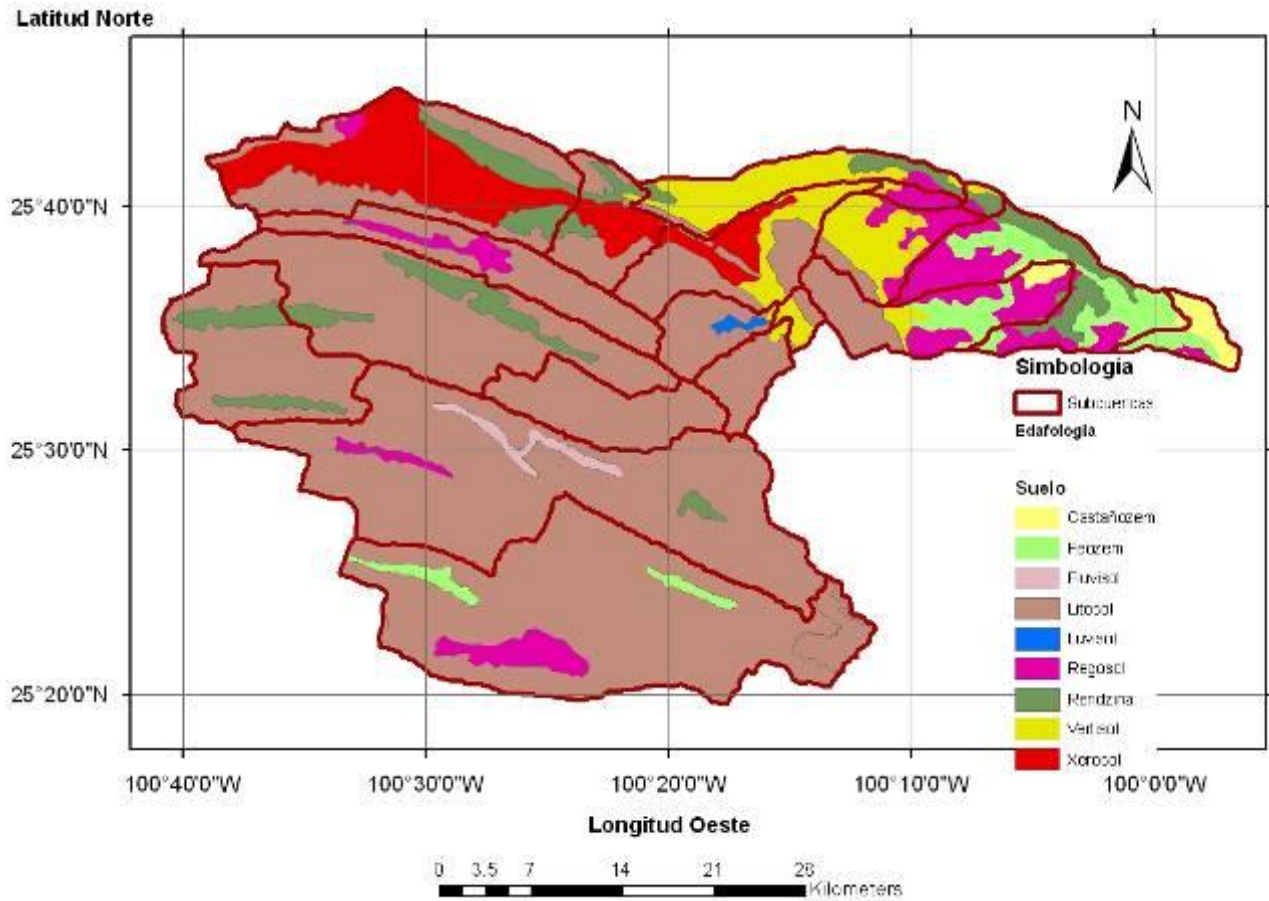 Latitud Norte
N
25°40'0"N
25°30'0"N
25°20'0"N
Simbología
Subcuencas
Edafología
Suelo
Castañozem
Feozem
Fluvisol
Litosol
Luvisol
Regosol
Rendzina
Vertisol
Xerosol
100°40'0"W 100°30'0"W 100°20'0"W 100°10'0"W 100°0'0"W
Longitud Oeste
0 3.5 7 14 21 28
Kilometers